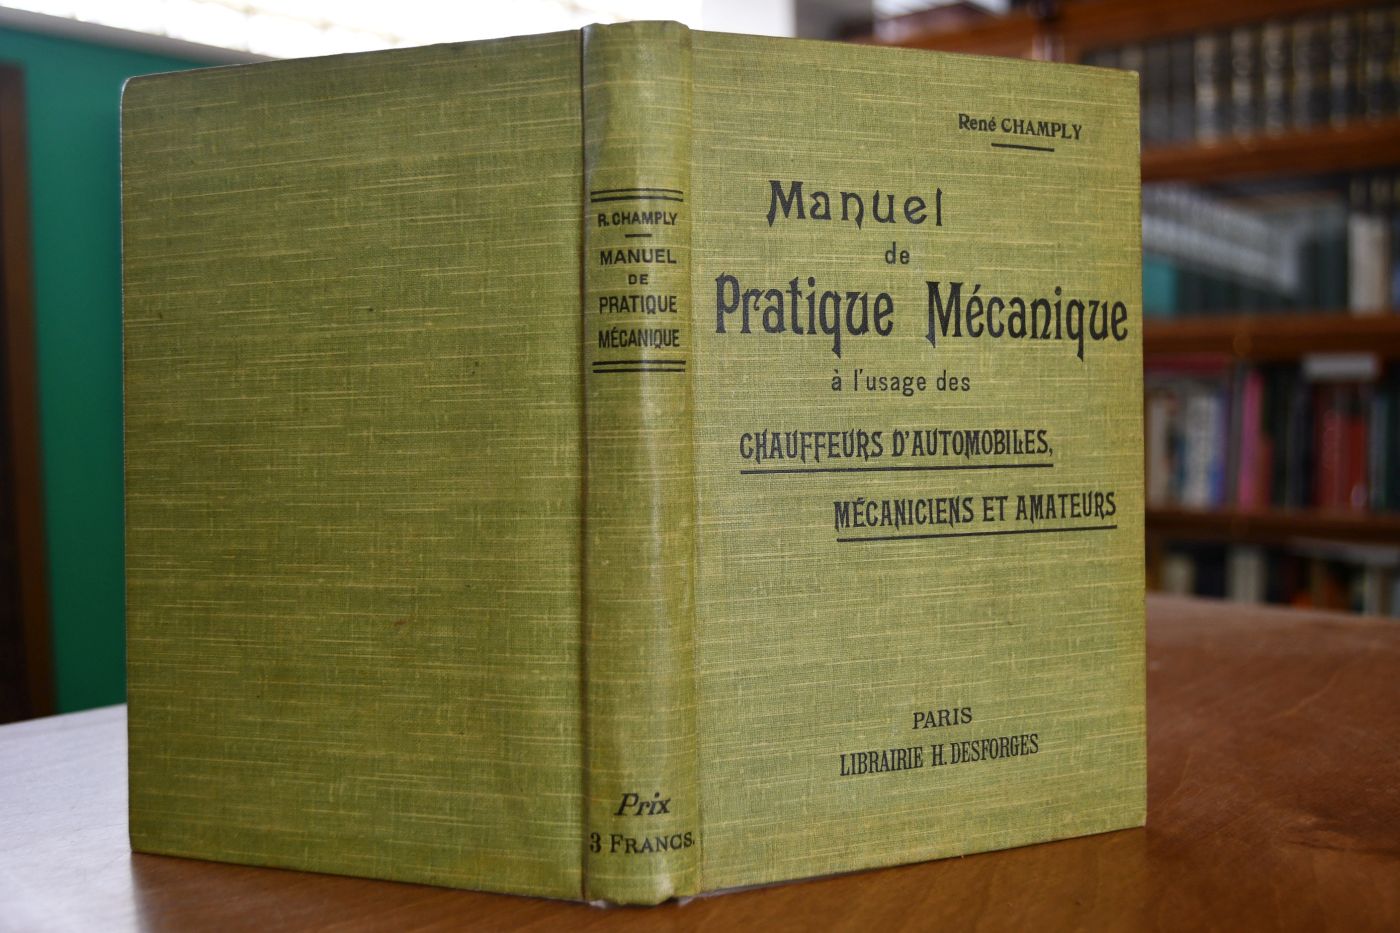 R. CHAMPLY
MANUEL
DE
PRATIQUE
MÉCANIQUE
Prix
3 FRANCS.
René CHAMPLY
Manuel
de
Pratique Mécanique
à l'usage des
CHAUFFEURS D'AUTOMOBILES,
MÉCANICIENS ET AMATEURS
PARIS
LIBRAIRIE H. DESFORGES